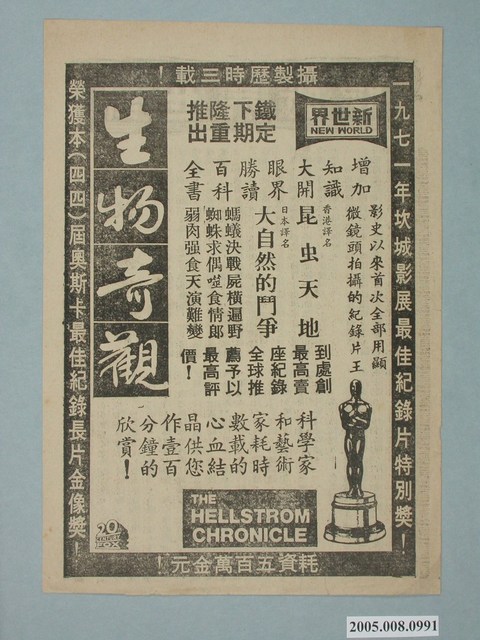 攝製歷時三載！
一九七一年坎城影展最佳紀錄片特別獎！
新世界
NEW WORLD
鐵定
下期
隆重
推出
增加
知識
大開
眼界
勝讀
百科
全書
影史以來首次全部用顯
微鏡頭拍攝的紀錄片王
香港譯名
昆虫天地
日本譯名
大自然的鬥爭
螞蟻決戰屍橫遍野
蜘蛛求偶噬食情郎
弱肉强食天演難變
到處創
最高賣
座紀錄
全球推
薦予以
最高評
價！
科學家
和藝術
家耗時
數載的
心血結
晶供您
作壹百
分鐘的
欣賞！
生物奇觀
榮獲本（四四）屆奧斯卡最佳紀錄長片金像獎！
THE
HELLSTROM
CHRONICLE
20
CENTURY
FOX
耗資五百萬金元！
2005.008.0991